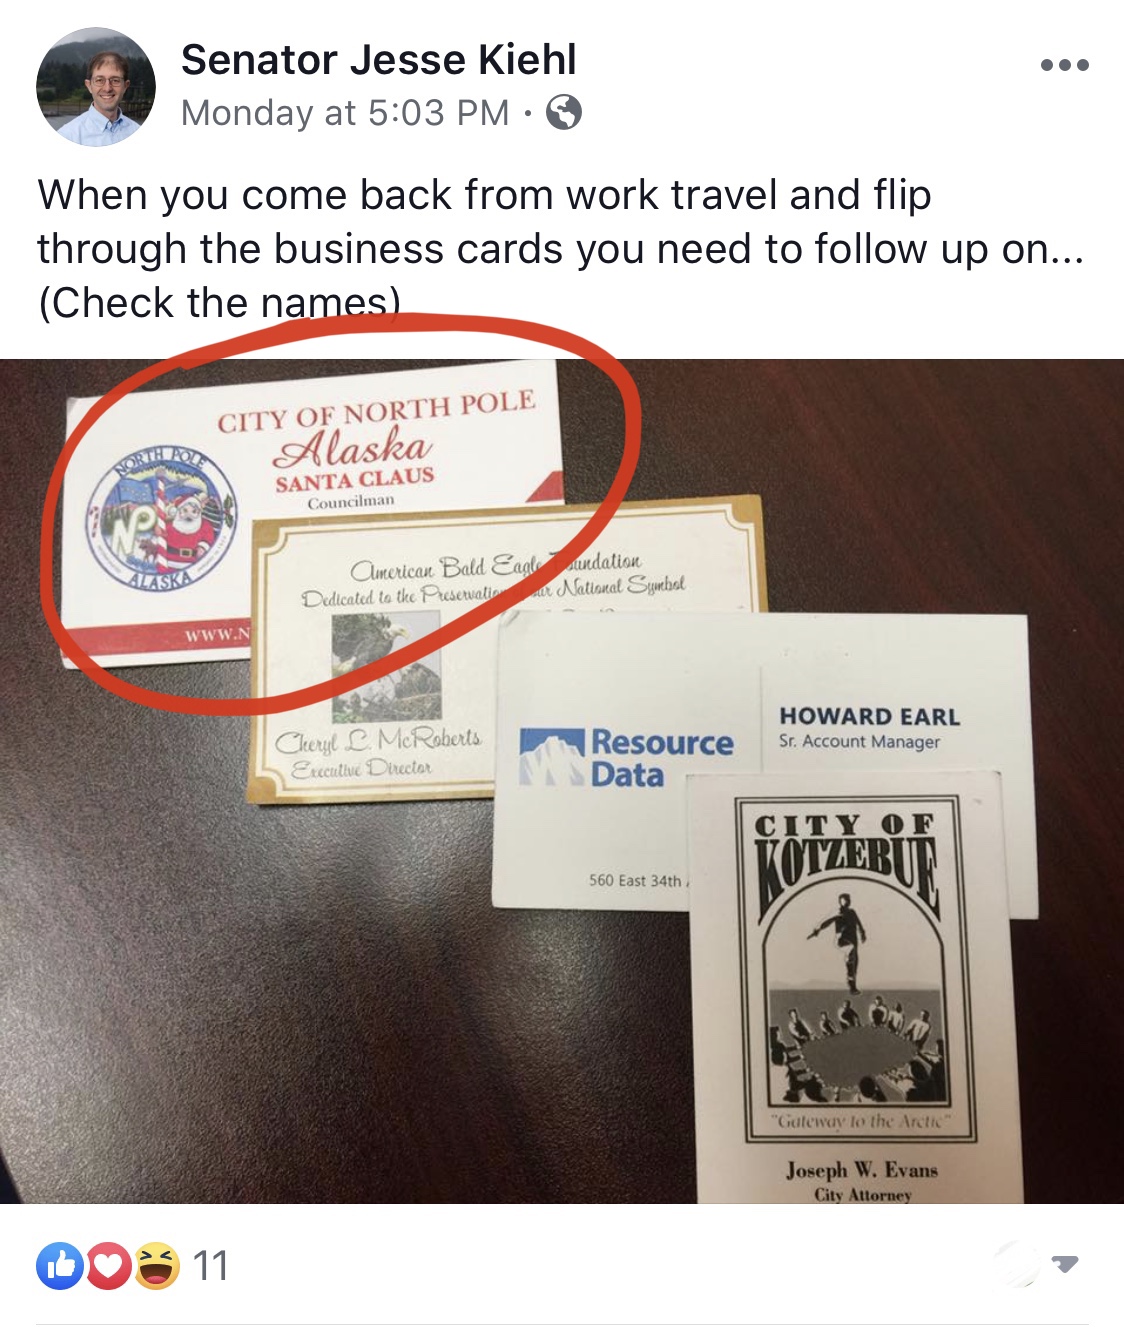 Senator Jesse Kiehl
Monday at 5:03 PM ·
When you come back from work travel and flip
through the business cards you need to follow up on...
(Check the names)
CITY OF NORTH POLE
Alaska
SANTA CLAUS
Councilman
NORTH POLE
NP
ALASKA
WWW.N
American Bald Eagle
Dedicated to the National Symbol
Cheryl L. McRoberts
Executive Director
Resource
Data
HOWARD EARL
Sr. Account Manager
560 East 34th
CITY OF
KOTZEBUE
"Gateway to the Arctic"
Joseph W. Evans
City Attorney
11